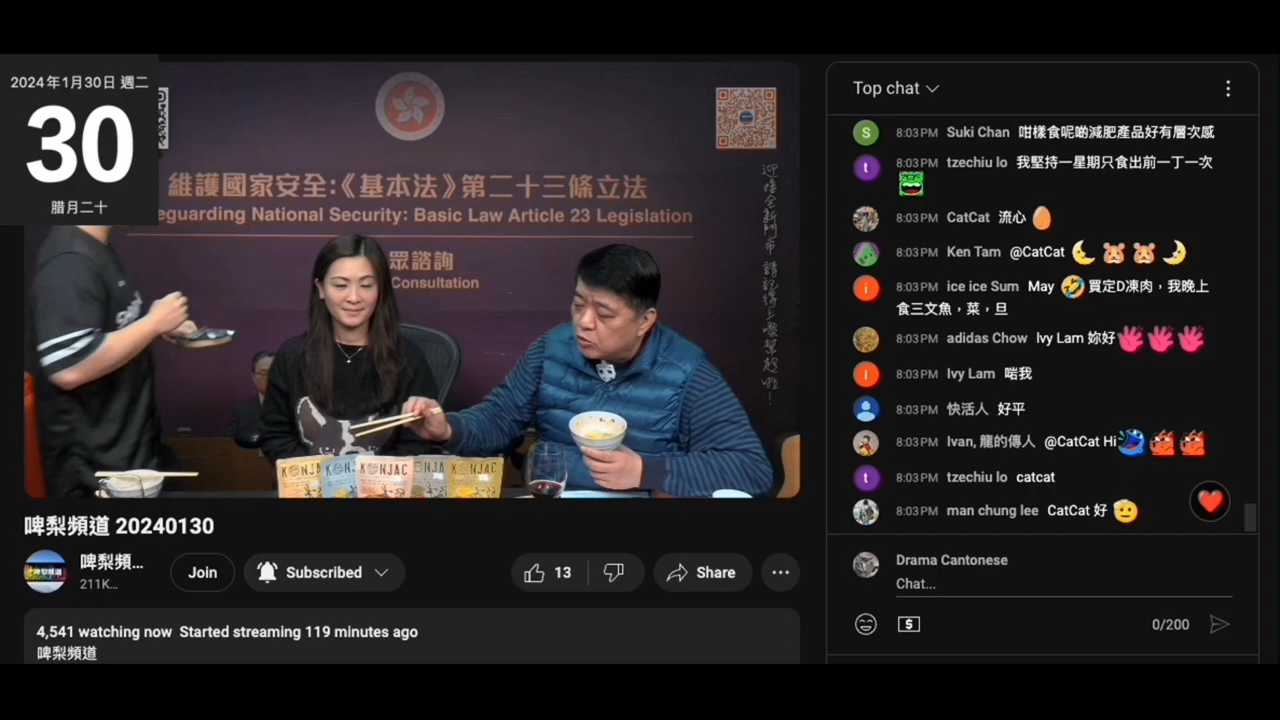 2024年1月30日 週二
30
腊月二十
維護國家安全:《基本法》第二十三條立法
eguarding National Security: Basic Law Article 23 Legislation
眾諮詢
Consultation
KONJA
KONJ
KONJAC
KONJAC
啤梨頻道 20240130
啤梨頻...
211K...
Join
Subscribed
13
Share
4,541 watching now Started streaming 119 minutes ago
啤梨頻道
Top chat
S 8:03 PM Suki Chan 咁樣食呢啲減肥產品好有層次感
t 8:03 PM tzechiu lo 我堅持一星期只食出前一丁一次
8:03 PM CatCat 流心
8:03 PM Ken Tam @CatCat
i 8:03 PM ice ice Sum May 🤣買定D凍肉，我晚上
食三文魚，菜，旦
8:03 PM adidas Chow Ivy Lam 妳好
I 8:03 PM Ivy Lam 啱我
8:03 PM 快活人 好平
8:03 PM Ivan, 龍的傳人 @CatCat Hi
t 8:03 PM tzechiu lo catcat
8:03 PM man chung lee CatCat 好
Drama Cantonese
Chat...
0/200